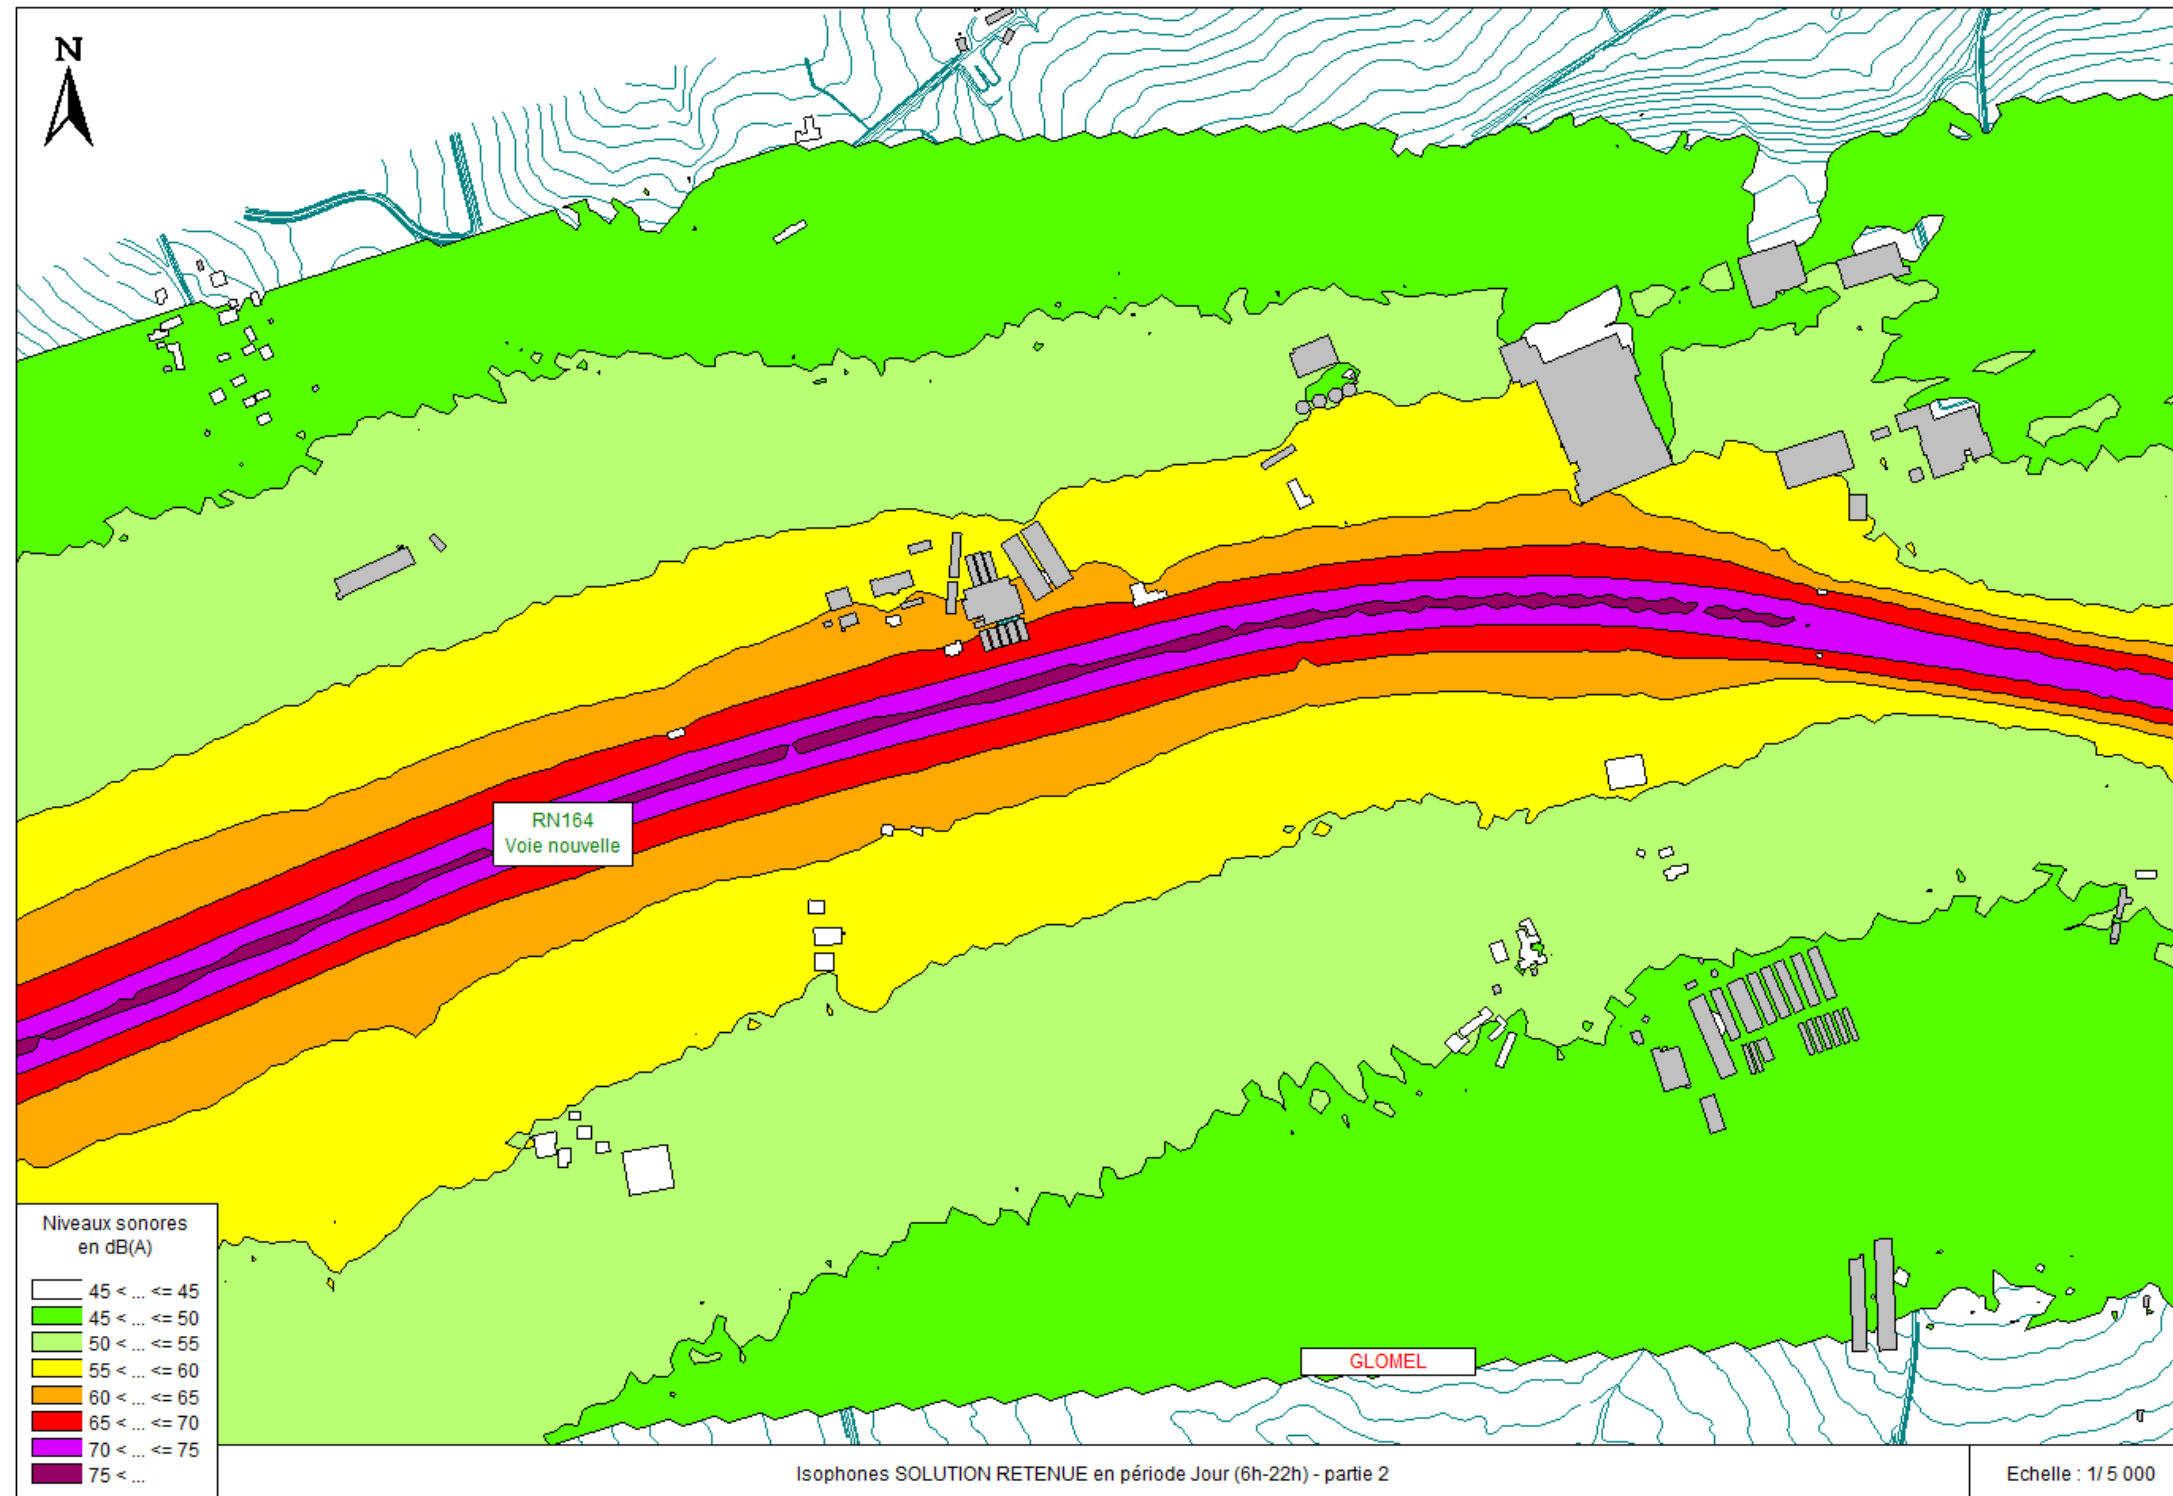 N
RN164
Voie nouvelle
Niveaux sonores
en dB(A)
45 < ... <= 45
45 < ... <= 50
50 < ... <= 55
55 < ... <= 60
60 < ... <= 65
65 < ... <= 70
70 < ... <= 75
75 < ...
GLOMEL
Isophones SOLUTION RETENUE en période Jour (6h-22h) - partie 2
Echelle : 1/ 5 000